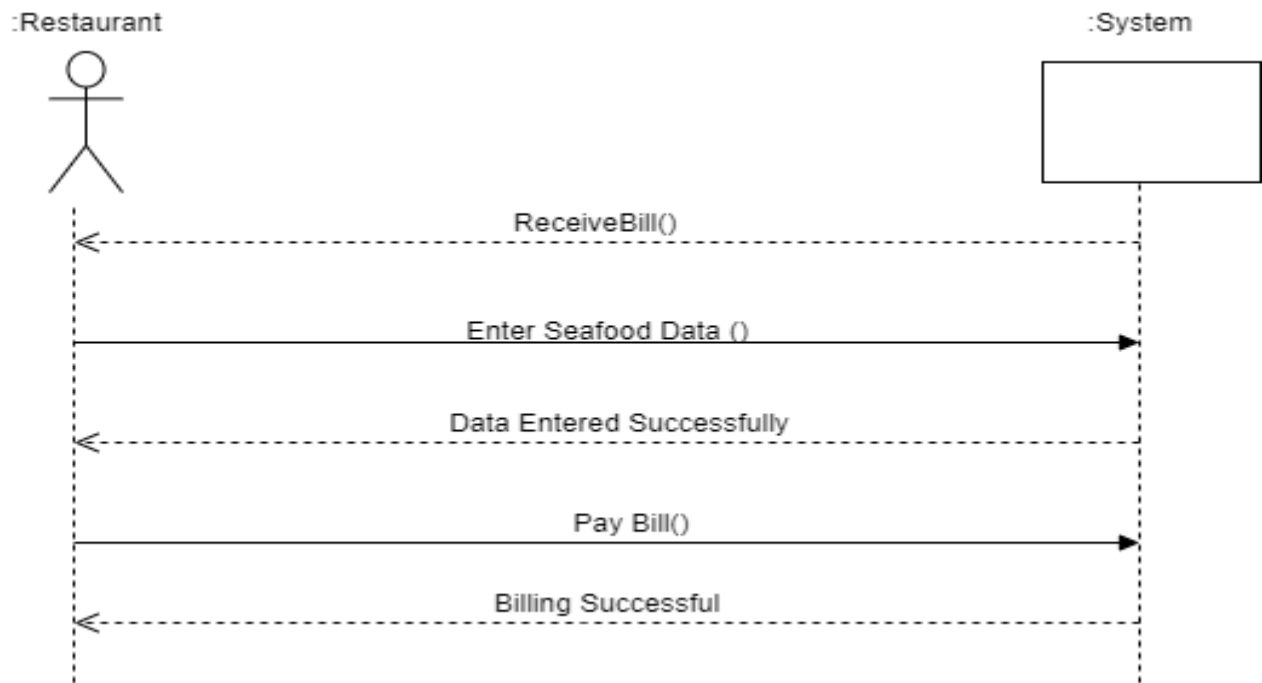 :Restaurant
:System
ReceiveBill()
Enter Seafood Data ()
Data Entered Successfully
Pay Bill()
Billing Successful